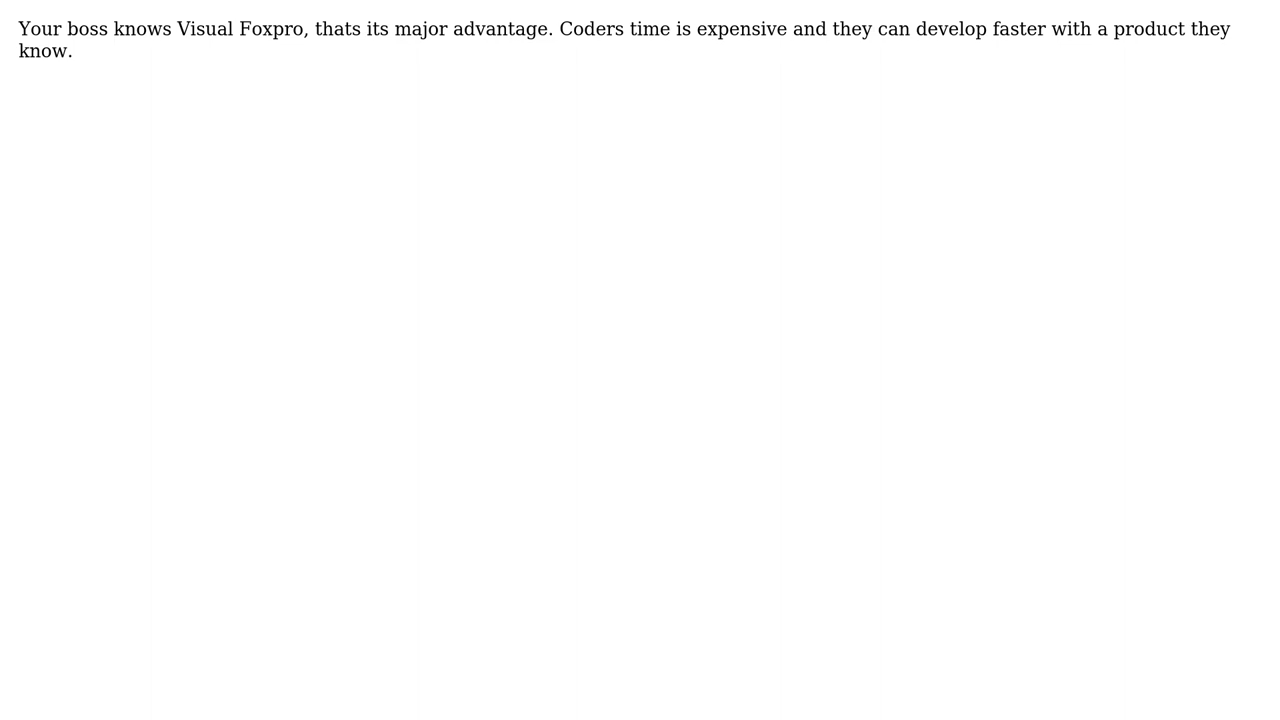 Your boss knows Visual Foxpro, thats its major advantage. Coders time is expensive and they can develop faster with a product they
know.